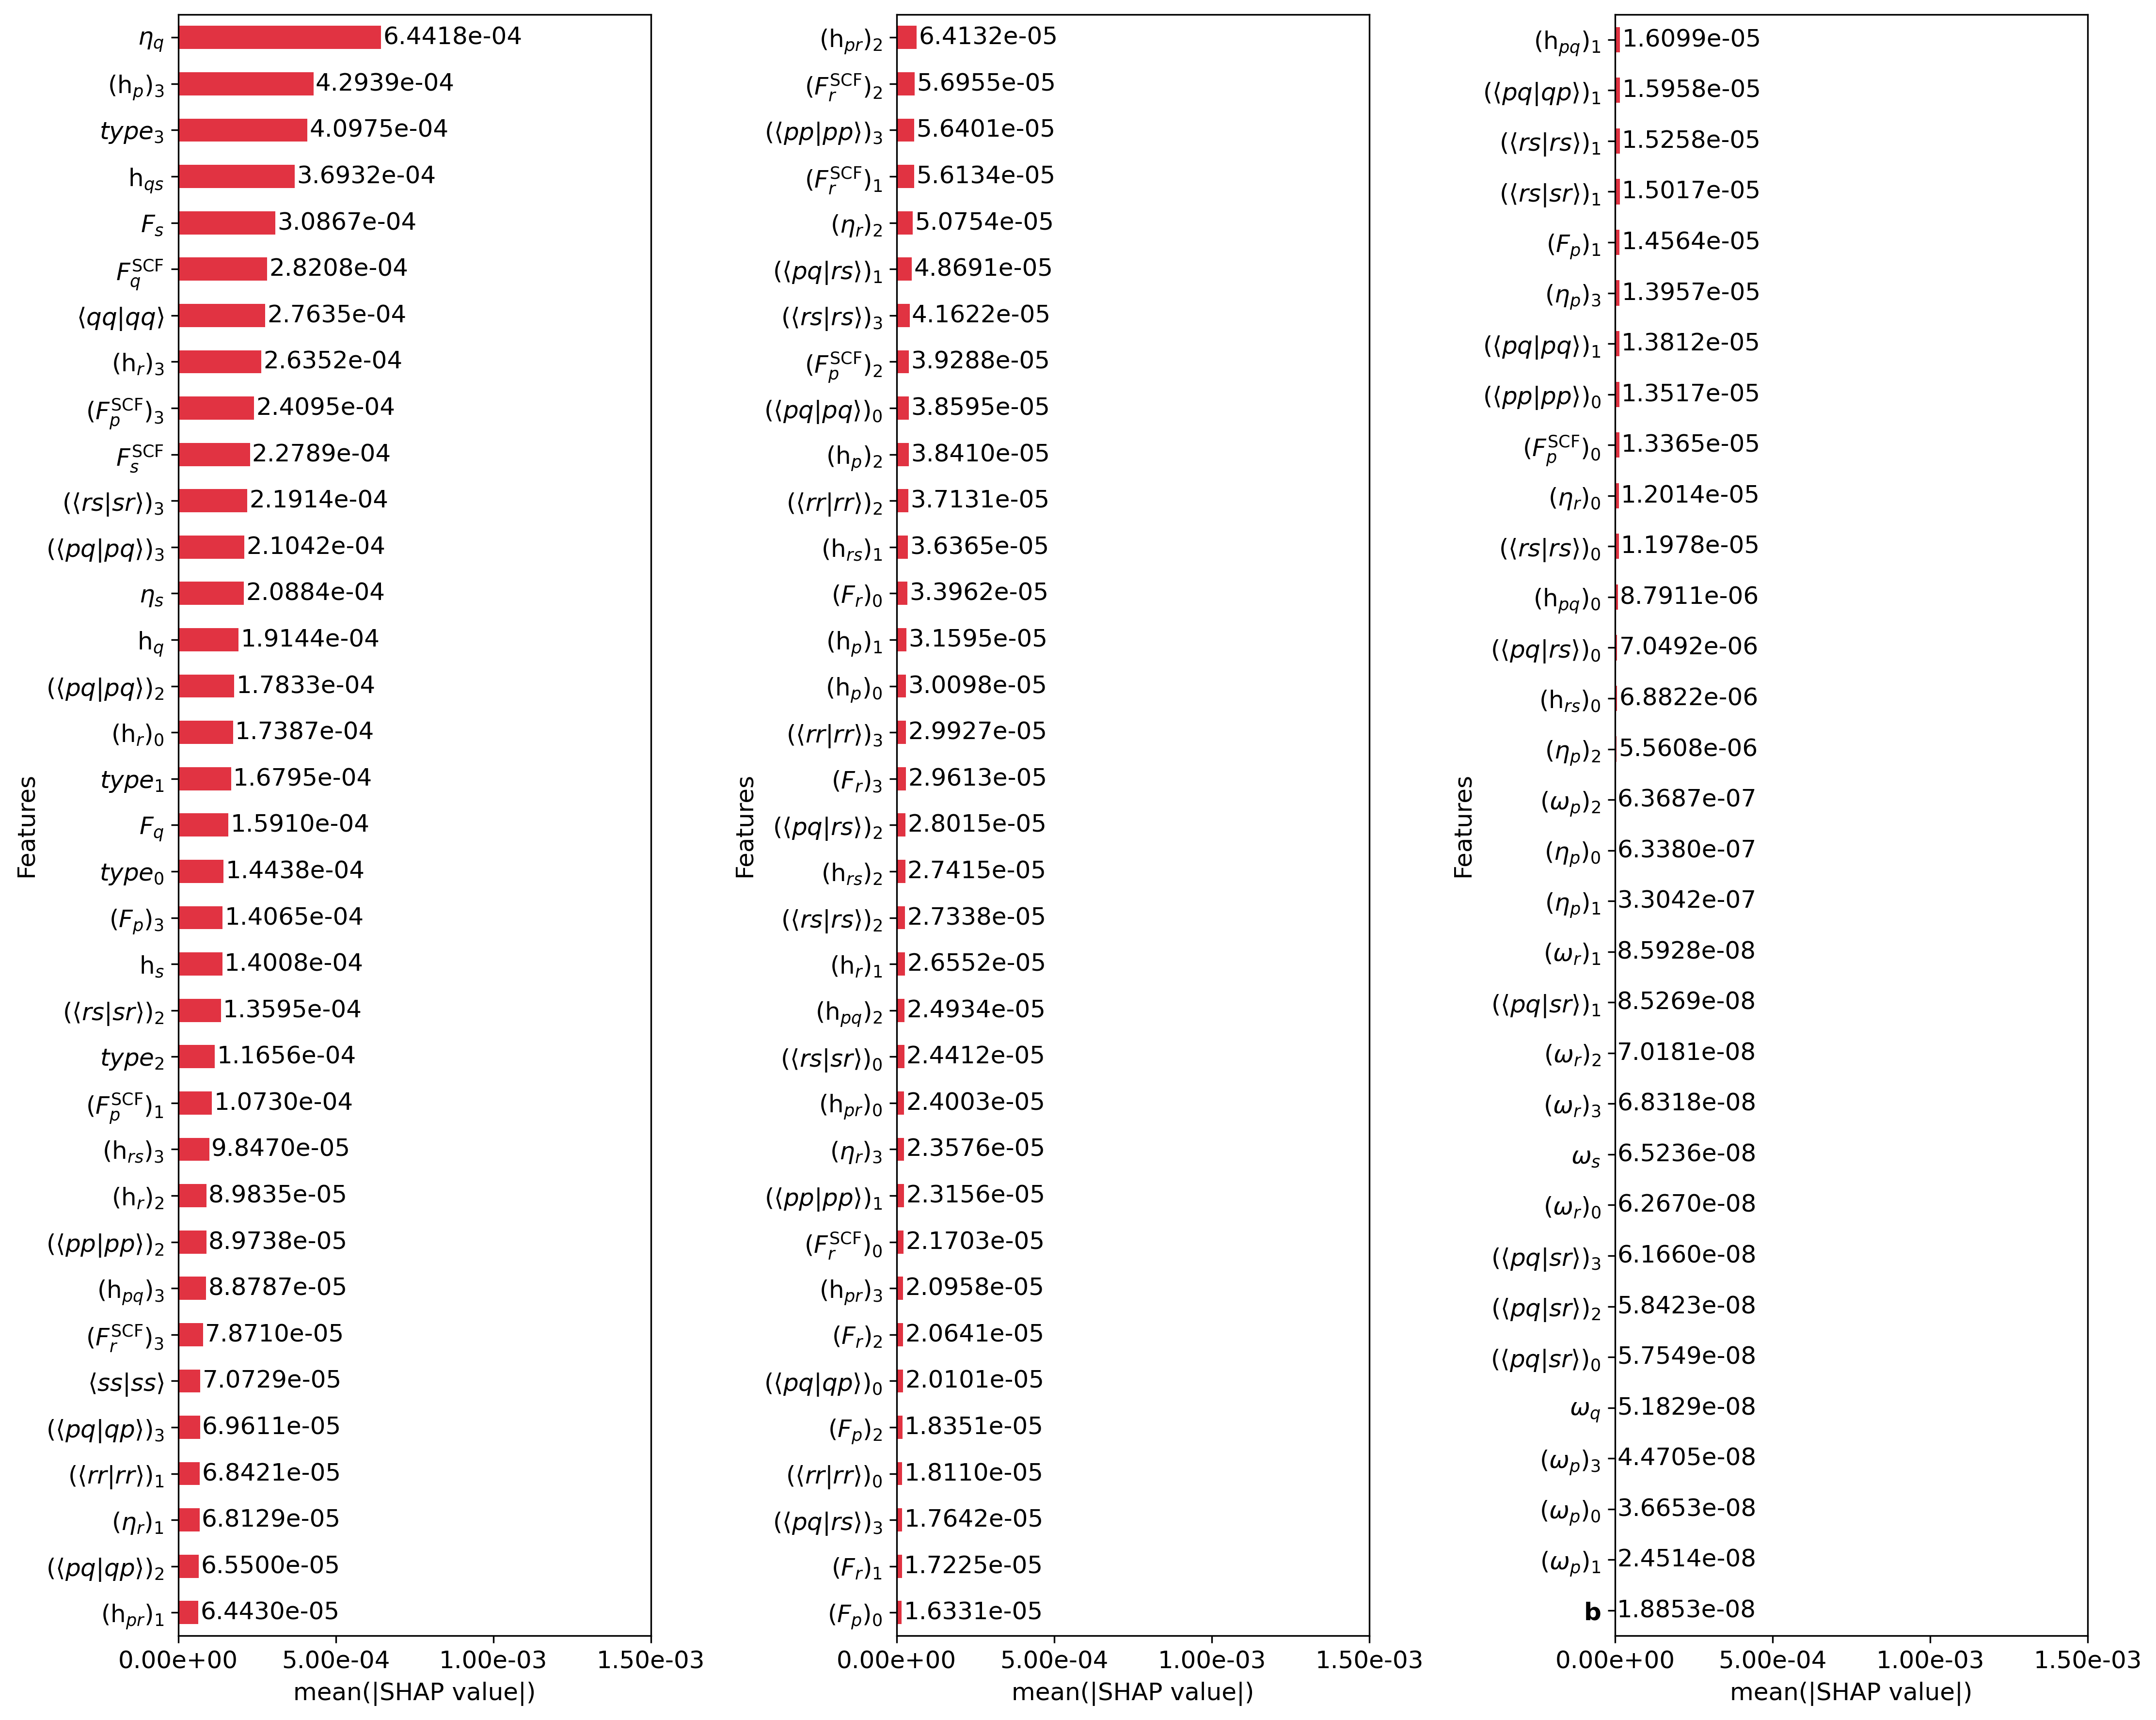 η_q 6.4418e-04
(h_p)_3 4.2939e-04
type_3 4.0975e-04
h_qs 3.6932e-04
F_s 3.0867e-04
F_q^SCF 2.8208e-04
⟨qq|qq⟩ 2.7635e-04
(h_r)_3 2.6352e-04
(F_p^SCF)_3 2.4095e-04
F_s^SCF 2.2789e-04
(⟨rs|sr⟩)_3 2.1914e-04
(⟨pq|pq⟩)_3 2.1042e-04
η_s 2.0884e-04
h_q 1.9144e-04
(⟨pq|pq⟩)_2 1.7833e-04
(h_r)_0 1.7387e-04
type_1 1.6795e-04
F_q 1.5910e-04
type_0 1.4438e-04
(F_p)_3 1.4065e-04
h_s 1.4008e-04
(⟨rs|sr⟩)_2 1.3595e-04
type_2 1.1656e-04
(F_p^SCF)_1 1.0730e-04
(h_rs)_3 9.8470e-05
(h_r)_2 8.9835e-05
(⟨pp|pp⟩)_2 8.9738e-05
(h_pq)_3 8.8787e-05
(F_r^SCF)_3 7.8710e-05
⟨ss|ss⟩ 7.0729e-05
(⟨pq|qp⟩)_3 6.9611e-05
(⟨rr|rr⟩)_1 6.8421e-05
(η_r)_1 6.8129e-05
(⟨pq|qp⟩)_2 6.5500e-05
(h_pr)_1 6.4430e-05
0.00e+00 5.00e-04 1.00e-03 1.50e-03
mean(|SHAP value|)
Features
(h_pr)_2 6.4132e-05
(F_r^SCF)_2 5.6955e-05
(⟨pp|pp⟩)_3 5.6401e-05
(F_r^SCF)_1 5.6134e-05
(η_r)_2 5.0754e-05
(⟨pq|rs⟩)_1 4.8691e-05
(⟨rs|rs⟩)_3 4.1622e-05
(F_p^SCF)_2 3.9288e-05
(⟨pq|pq⟩)_0 3.8595e-05
(h_p)_2 3.8410e-05
(⟨rr|rr⟩)_2 3.7131e-05
(h_rs)_1 3.6365e-05
(F_r)_0 3.3962e-05
(h_p)_1 3.1595e-05
(h_p)_0 3.0098e-05
(⟨rr|rr⟩)_3 2.9927e-05
(F_r)_3 2.9613e-05
(⟨pq|rs⟩)_2 2.8015e-05
(h_rs)_2 2.7415e-05
(⟨rs|rs⟩)_2 2.7338e-05
(h_r)_1 2.6552e-05
(h_pq)_2 2.4934e-05
(⟨rs|sr⟩)_0 2.4412e-05
(h_pr)_0 2.4003e-05
(η_r)_3 2.3576e-05
(⟨pp|pp⟩)_1 2.3156e-05
(F_r^SCF)_0 2.1703e-05
(h_pr)_3 2.0958e-05
(F_r)_2 2.0641e-05
(⟨pq|qp⟩)_0 2.0101e-05
(F_p)_2 1.8351e-05
(⟨rr|rr⟩)_0 1.8110e-05
(⟨pq|rs⟩)_3 1.7642e-05
(F_r)_1 1.7225e-05
(F_p)_0 1.6331e-05
0.00e+00 5.00e-04 1.00e-03 1.50e-03
mean(|SHAP value|)
Features
(h_pq)_1 1.6099e-05
(⟨pq|qp⟩)_1 1.5958e-05
(⟨rs|rs⟩)_1 1.5258e-05
(⟨rs|sr⟩)_1 1.5017e-05
(F_p)_1 1.4564e-05
(η_p)_3 1.3957e-05
(⟨pq|pq⟩)_1 1.3812e-05
(⟨pp|pp⟩)_0 1.3517e-05
(F_p^SCF)_0 1.3365e-05
(η_r)_0 1.2014e-05
(⟨rs|rs⟩)_0 1.1978e-05
(h_pq)_0 8.7911e-06
(⟨pq|rs⟩)_0 7.0492e-06
(h_rs)_0 6.8822e-06
(η_p)_2 5.5608e-06
(ω_p)_2 6.3687e-07
(η_p)_0 6.3380e-07
(η_p)_1 3.3042e-07
(ω_r)_1 8.5928e-08
(⟨pq|sr⟩)_1 8.5269e-08
(ω_r)_2 7.0181e-08
(ω_r)_3 6.8318e-08
ω_s 6.5236e-08
(ω_r)_0 6.2670e-08
(⟨pq|sr⟩)_3 6.1660e-08
(⟨pq|sr⟩)_2 5.8423e-08
(⟨pq|sr⟩)_0 5.7549e-08
ω_q 5.1829e-08
(ω_p)_3 4.4705e-08
(ω_p)_0 3.6653e-08
(ω_p)_1 2.4514e-08
b 1.8853e-08
0.00e+00 5.00e-04 1.00e-03 1.50e-03
mean(|SHAP value|)
Features